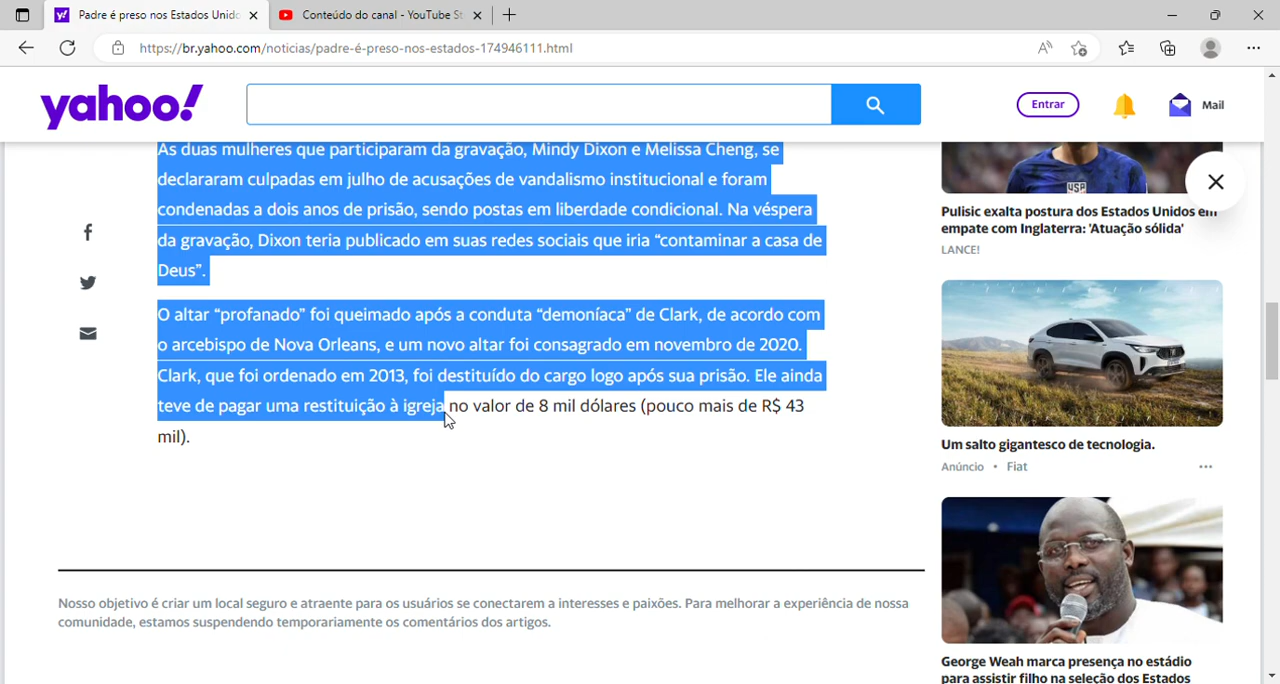 Padre é preso nos Estados Unido
Conteúdo do canal - YouTube St
https://br.yahoo.com/noticias/padre-é-preso-nos-estados-174946111.html
yahoo!
Entrar
Mail
As duas mulheres que participaram da gravação, Mindy Dixon e Melissa Cheng, se
declararam culpadas em julho de acusações de vandalismo institucional e foram
condenadas a dois anos de prisão, sendo postas em liberdade condicional. Na véspera
da gravação, Dixon teria publicado em suas redes sociais que iria “contaminar a casa de
Deus”.
O altar “profanado” foi queimado após a conduta “demoníaca” de Clark, de acordo com
o arcebispo de Nova Orleans, e um novo altar foi consagrado em novembro de 2020.
Clark, que foi ordenado em 2013, foi destituído do cargo logo após sua prisão. Ele ainda
teve de pagar uma restituição à igreja no valor de 8 mil dólares (pouco mais de R$ 43
mil).
Nosso objetivo é criar um local seguro e atraente para os usuários se conectarem a interesses e paixões. Para melhorar a experiência de nossa
comunidade, estamos suspendendo temporariamente os comentários dos artigos.
Pulisic exalta postura dos Estados Unidos em
empate com Inglaterra: 'Atuação sólida'
LANCE!
Um salto gigantesco de tecnologia.
Anúncio • Fiat
George Weah marca presença no estádio
para assistir filho na seleção dos Estados